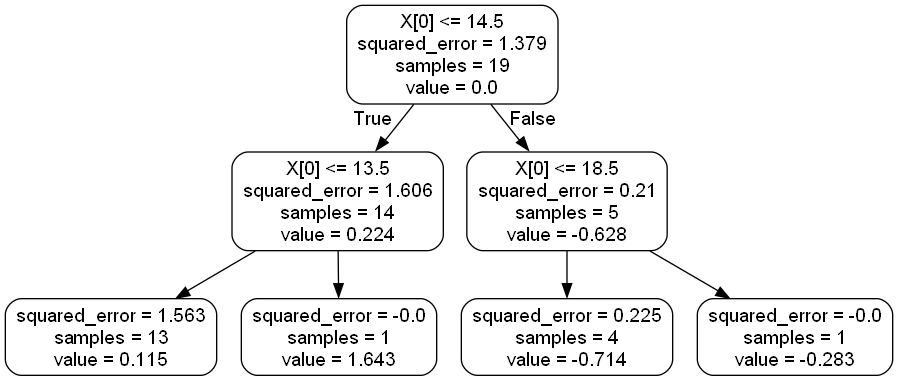 X[0] <= 14.5
squared_error = 1.379
samples = 19
value = 0.0
True
False
X[0] <= 13.5
squared_error = 1.606
samples = 14
value = 0.224
X[0] <= 18.5
squared_error = 0.21
samples = 5
value = -0.628
squared_error = 1.563
samples = 13
value = 0.115
squared_error = -0.0
samples = 1
value = 1.643
squared_error = 0.225
samples = 4
value = -0.714
squared_error = -0.0
samples = 1
value = -0.283